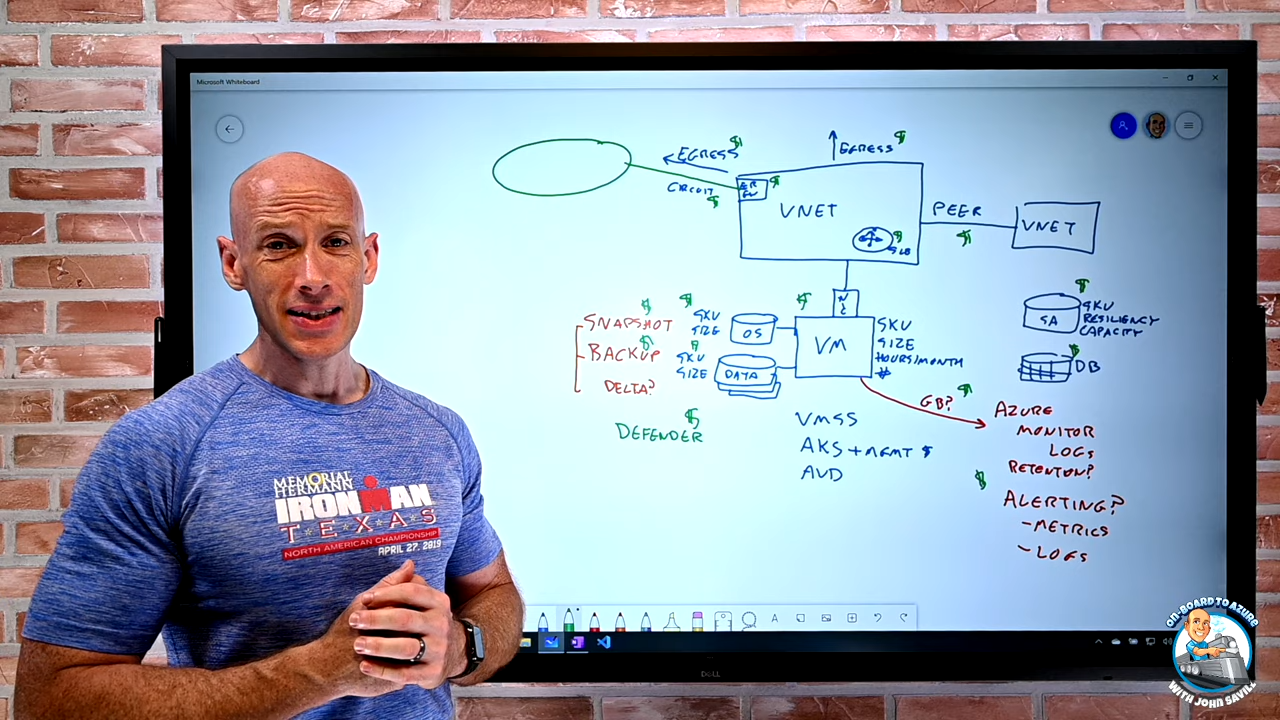 Microsoft Whiteboard
EGRESS $
EGRESS $
CIRCUIT
$
ER
GW
$
VNET
$
SLB
PEER
$
VNET
$
SNAPSHOT
$
BACKUP
DELTA?
$
SKU
SIZE
$
SKU
SIZE
OS
DATA
$
DEFENDER
$
N
I
C
VM
SKU
SIZE
HOURS/MONTH
#
VMSS
AKS + MGMT $
AVD
GB?
$
$
SA
SKU
RESILIENCY
CAPACITY
$
DB
AZURE
MONITOR
LOGS
RETENTION?
$
ALERTING?
- METRICS
- LOGS
MEMORIAL
HERMANN
IRONMAN
TEXAS
NORTH AMERICAN CHAMPIONSHIP
APRIL 27, 2019
DELL
ON-BOARD TO AZURE
WITH JOHN SAVILL